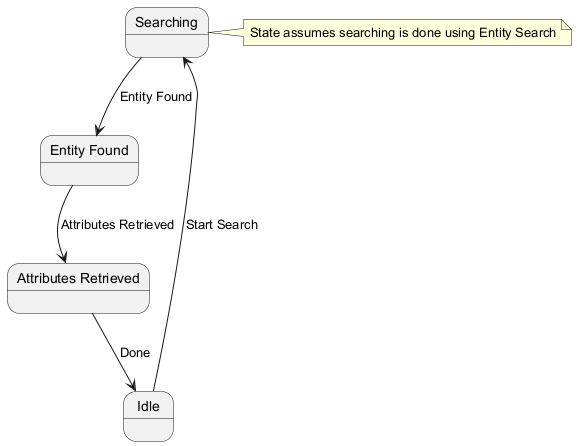 Searching
State assumes searching is done using Entity Search
Entity Found
Entity Found
Attributes Retrieved
Start Search
Attributes Retrieved
Done
Idle